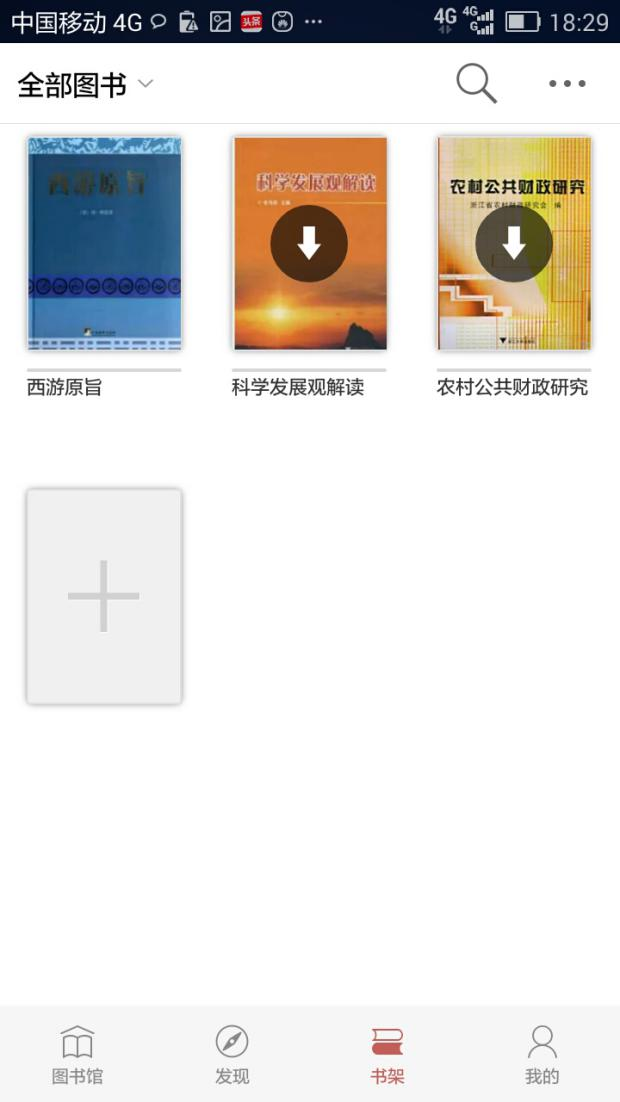 中国移动 4G
头条
4G 4G G 18:29
全部图书
西游原旨
科学发展观解读
农村公共财政研究
浙江省农村财政研究会 编
西游原旨
科学发展观解读
农村公共财政研究
图书馆
发现
书架
我的